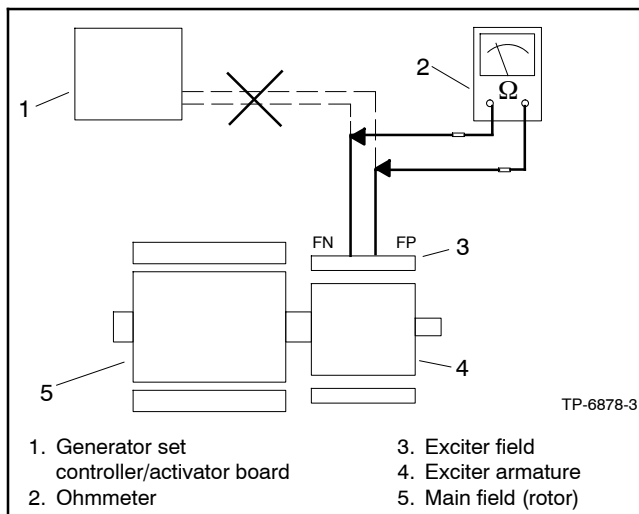 1
2
Ω
FN FP
3
4
5
TP-6878-3
1. Generator set
controller/activator board
2. Ohmmeter
3. Exciter field
4. Exciter armature
5. Main field (rotor)